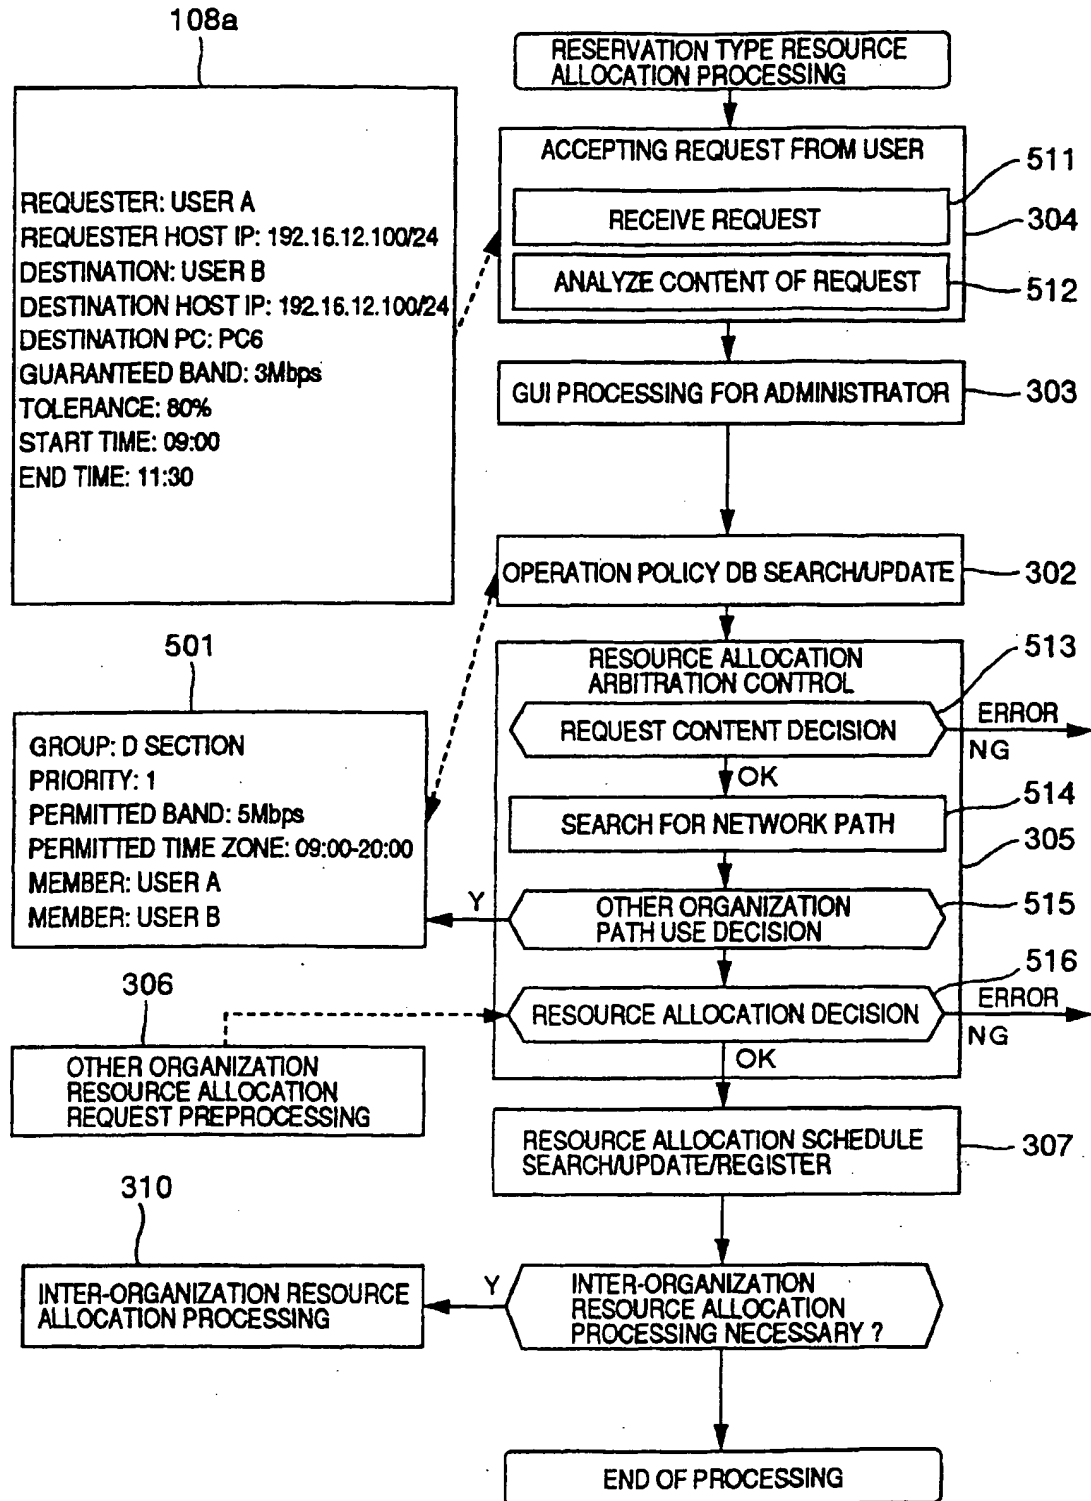 108a
RESERVATION TYPE RESOURCE
ALLOCATION PROCESSING
ACCEPTING REQUEST FROM USER
511
RECEIVE REQUEST
304
ANALYZE CONTENT OF REQUEST
512
REQUESTER: USER A
REQUESTER HOST IP: 192.16.12.100/24
DESTINATION: USER B
DESTINATION HOST IP: 192.16.12.100/24
DESTINATION PC: PC6
GUARANTEED BAND: 3Mbps
TOLERANCE: 80%
START TIME: 09:00
END TIME: 11:30
GUI PROCESSING FOR ADMINISTRATOR
303
OPERATION POLICY DB SEARCH/UPDATE
302
501
GROUP: D SECTION
PRIORITY: 1
PERMITTED BAND: 5Mbps
PERMITTED TIME ZONE: 09:00-20:00
MEMBER: USER A
MEMBER: USER B
RESOURCE ALLOCATION
ARBITRATION CONTROL
513
REQUEST CONTENT DECISION
ERROR
NG
OK
514
SEARCH FOR NETWORK PATH
305
Y
OTHER ORGANIZATION
PATH USE DECISION
515
516
306
RESOURCE ALLOCATION DECISION
ERROR
NG
OK
OTHER ORGANIZATION
RESOURCE ALLOCATION
REQUEST PREPROCESSING
RESOURCE ALLOCATION SCHEDULE
SEARCH/UPDATE/REGISTER
307
310
INTER-ORGANIZATION RESOURCE
ALLOCATION PROCESSING
Y
INTER-ORGANIZATION
RESOURCE ALLOCATION
PROCESSING NECESSARY ?
END OF PROCESSING